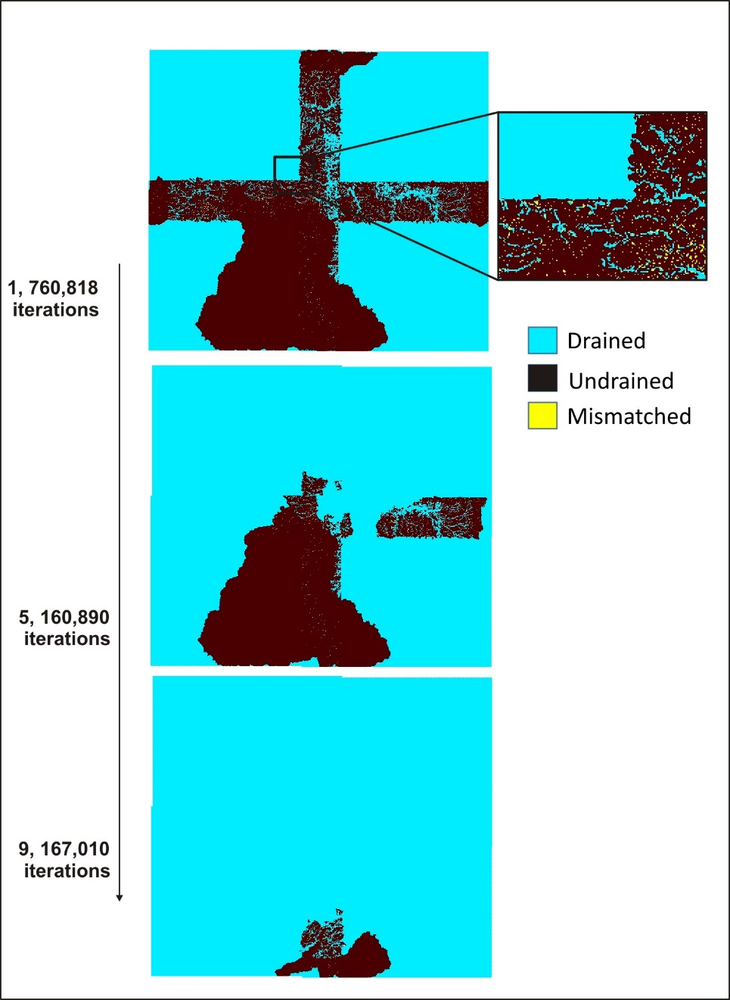 1, 760,818
iterations
Drained
Undrained
Mismatched
5, 160,890
iterations
9, 167,010
iterations